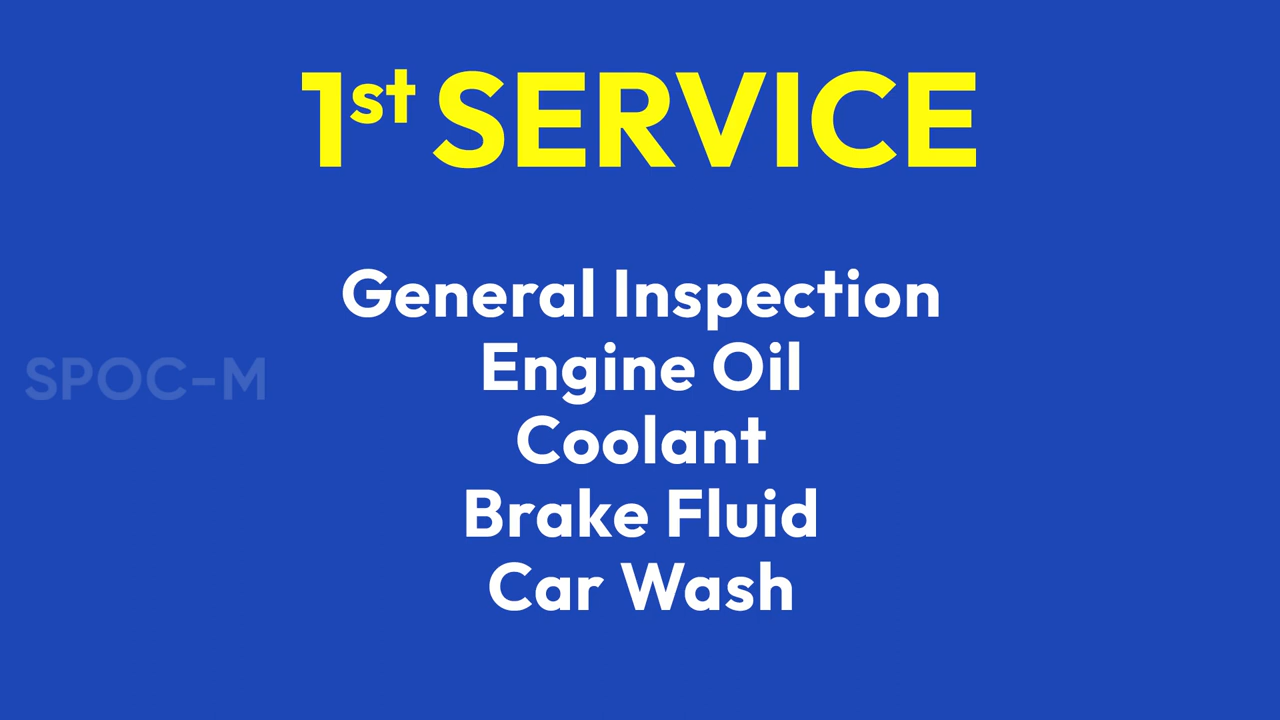 1st SERVICE
General Inspection
Engine Oil
SPOC-M
Coolant
Brake Fluid
Car Wash